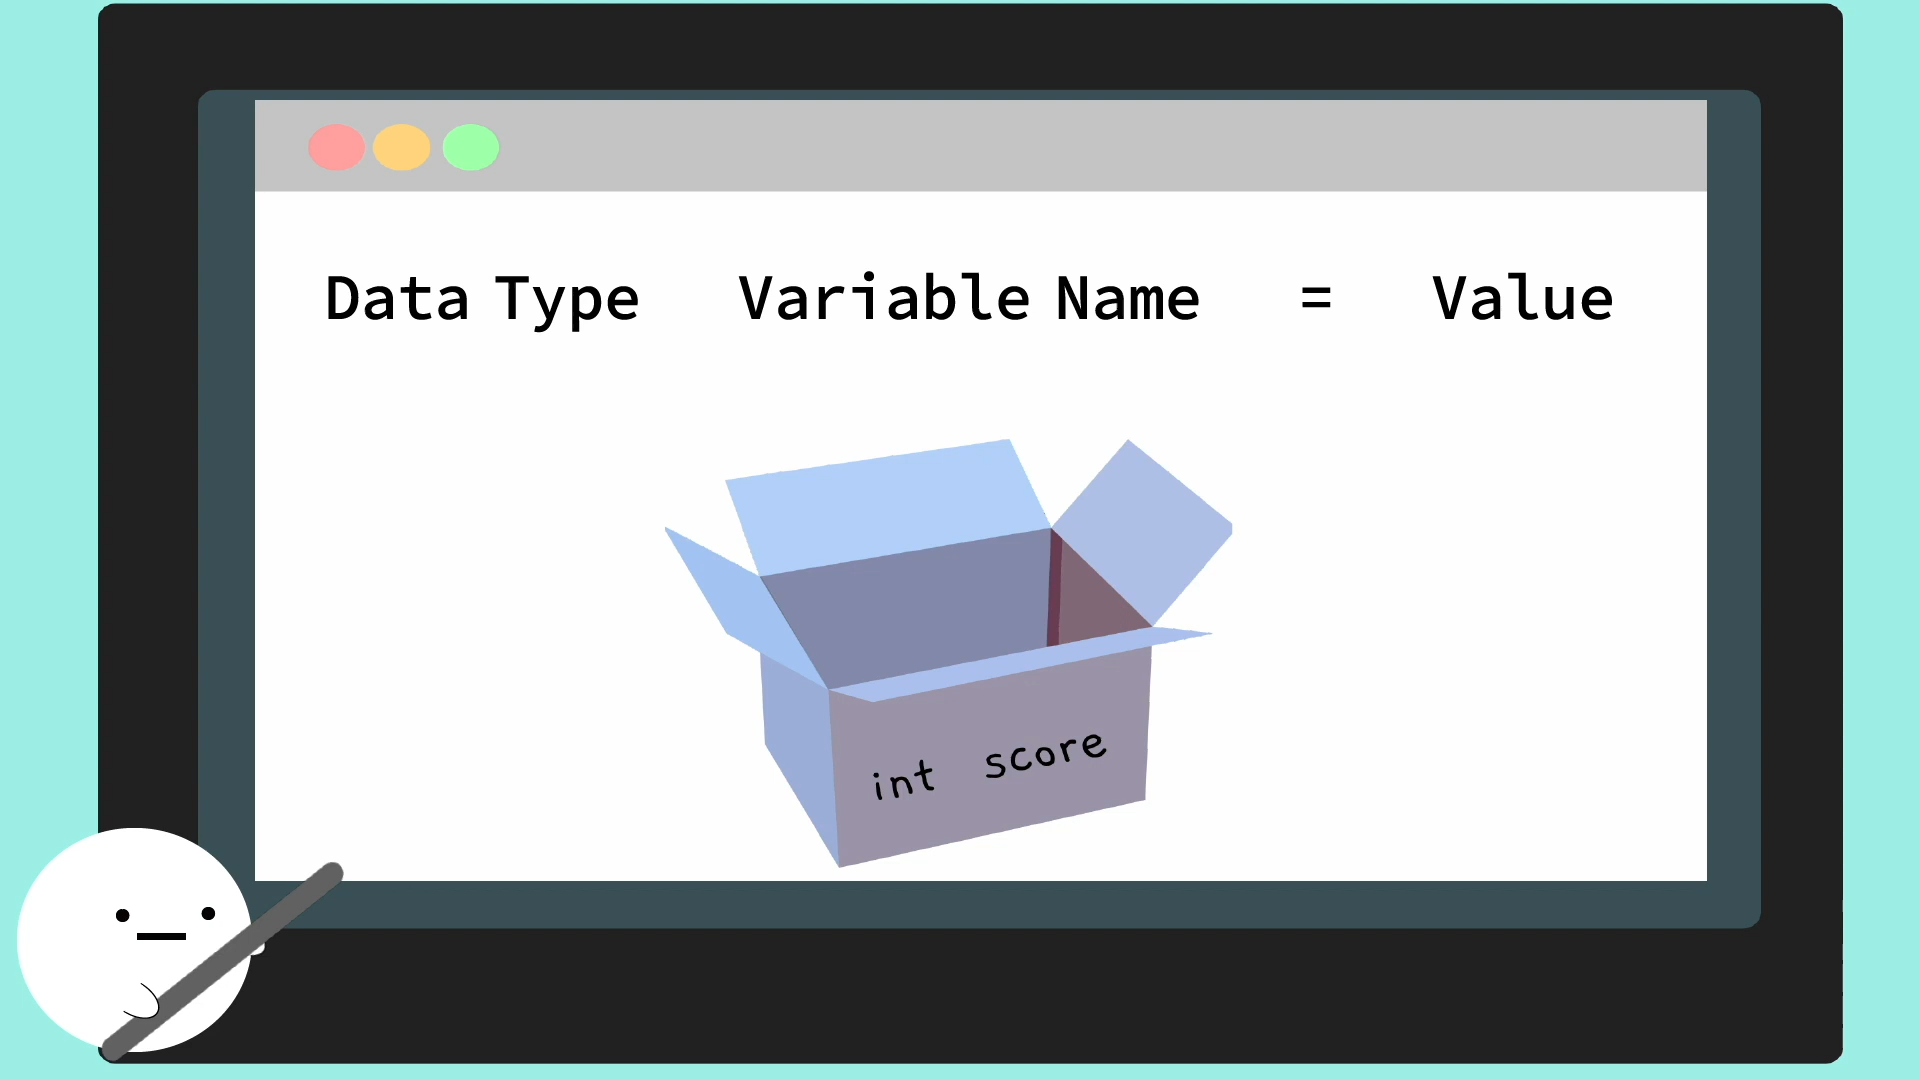 Data Type Variable Name = Value
int score